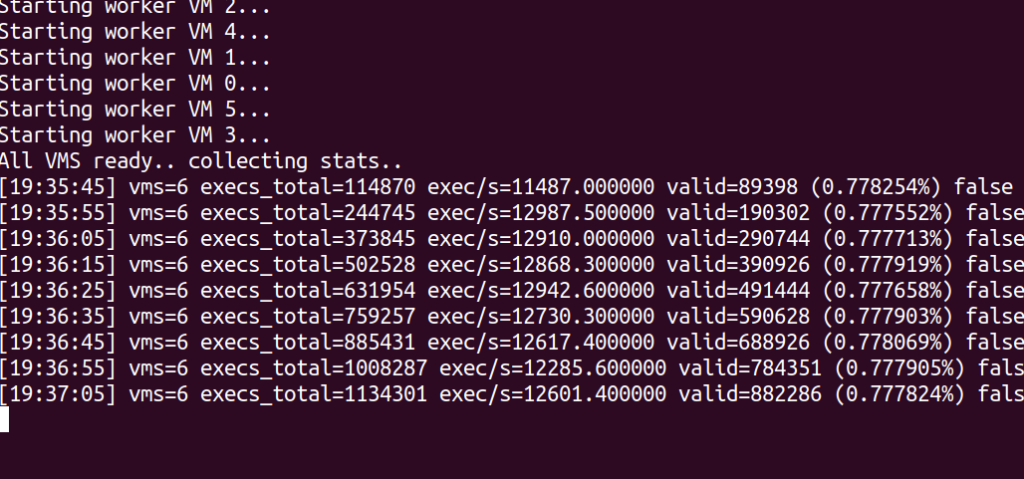 Starting worker VM 2...
Starting worker VM 4...
Starting worker VM 1...
Starting worker VM 0...
Starting worker VM 5...
Starting worker VM 3...
All VMS ready.. collecting stats..
[19:35:45] vms=6 execs_total=114870 exec/s=11487.000000 valid=89398 (0.778254%) false
[19:35:55] vms=6 execs_total=244745 exec/s=12987.500000 valid=190302 (0.777552%) false
[19:36:05] vms=6 execs_total=373845 exec/s=12910.000000 valid=290744 (0.777713%) false
[19:36:15] vms=6 execs_total=502528 exec/s=12868.300000 valid=390926 (0.777919%) false
[19:36:25] vms=6 execs_total=631954 exec/s=12942.600000 valid=491444 (0.777658%) false
[19:36:35] vms=6 execs_total=759257 exec/s=12730.300000 valid=590628 (0.777903%) false
[19:36:45] vms=6 execs_total=885431 exec/s=12617.400000 valid=688926 (0.778069%) false
[19:36:55] vms=6 execs_total=1008287 exec/s=12285.600000 valid=784351 (0.777905%) fals
[19:37:05] vms=6 execs_total=1134301 exec/s=12601.400000 valid=882286 (0.777824%) fals